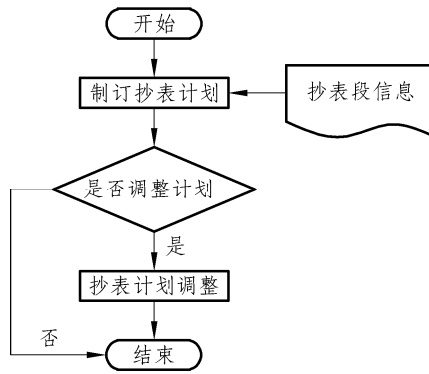 开始
制订抄表计划
抄表段信息
是否调整计划
是
抄表计划调整
否
结束